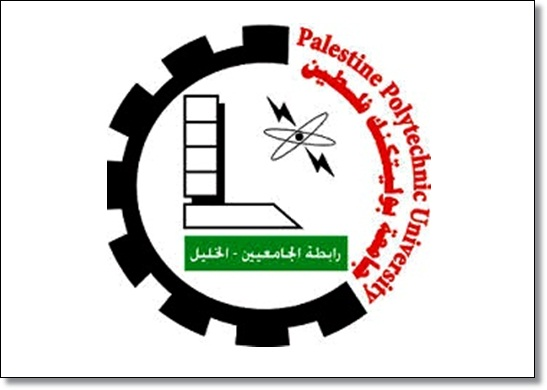 Palestine Polytechnic University
جامعة بوليتكنك فلسطين
رابطة الجامعيين - الخليل